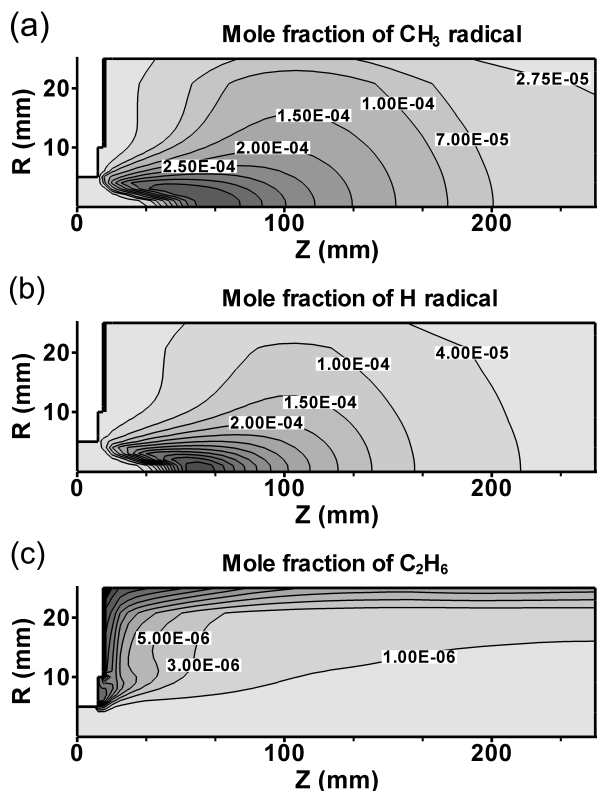 (a)
Mole fraction of CH₃ radical
R (mm)
20
10
0
100
200
Z (mm)
2.75E-05
1.00E-04
1.50E-04
7.00E-05
2.00E-04
2.50E-04
(b)
Mole fraction of H radical
R (mm)
20
10
0
100
200
Z (mm)
4.00E-05
1.00E-04
1.50E-04
2.00E-04
(c)
Mole fraction of C₂H₆
R (mm)
20
10
0
100
200
Z (mm)
5.00E-06
3.00E-06
1.00E-06